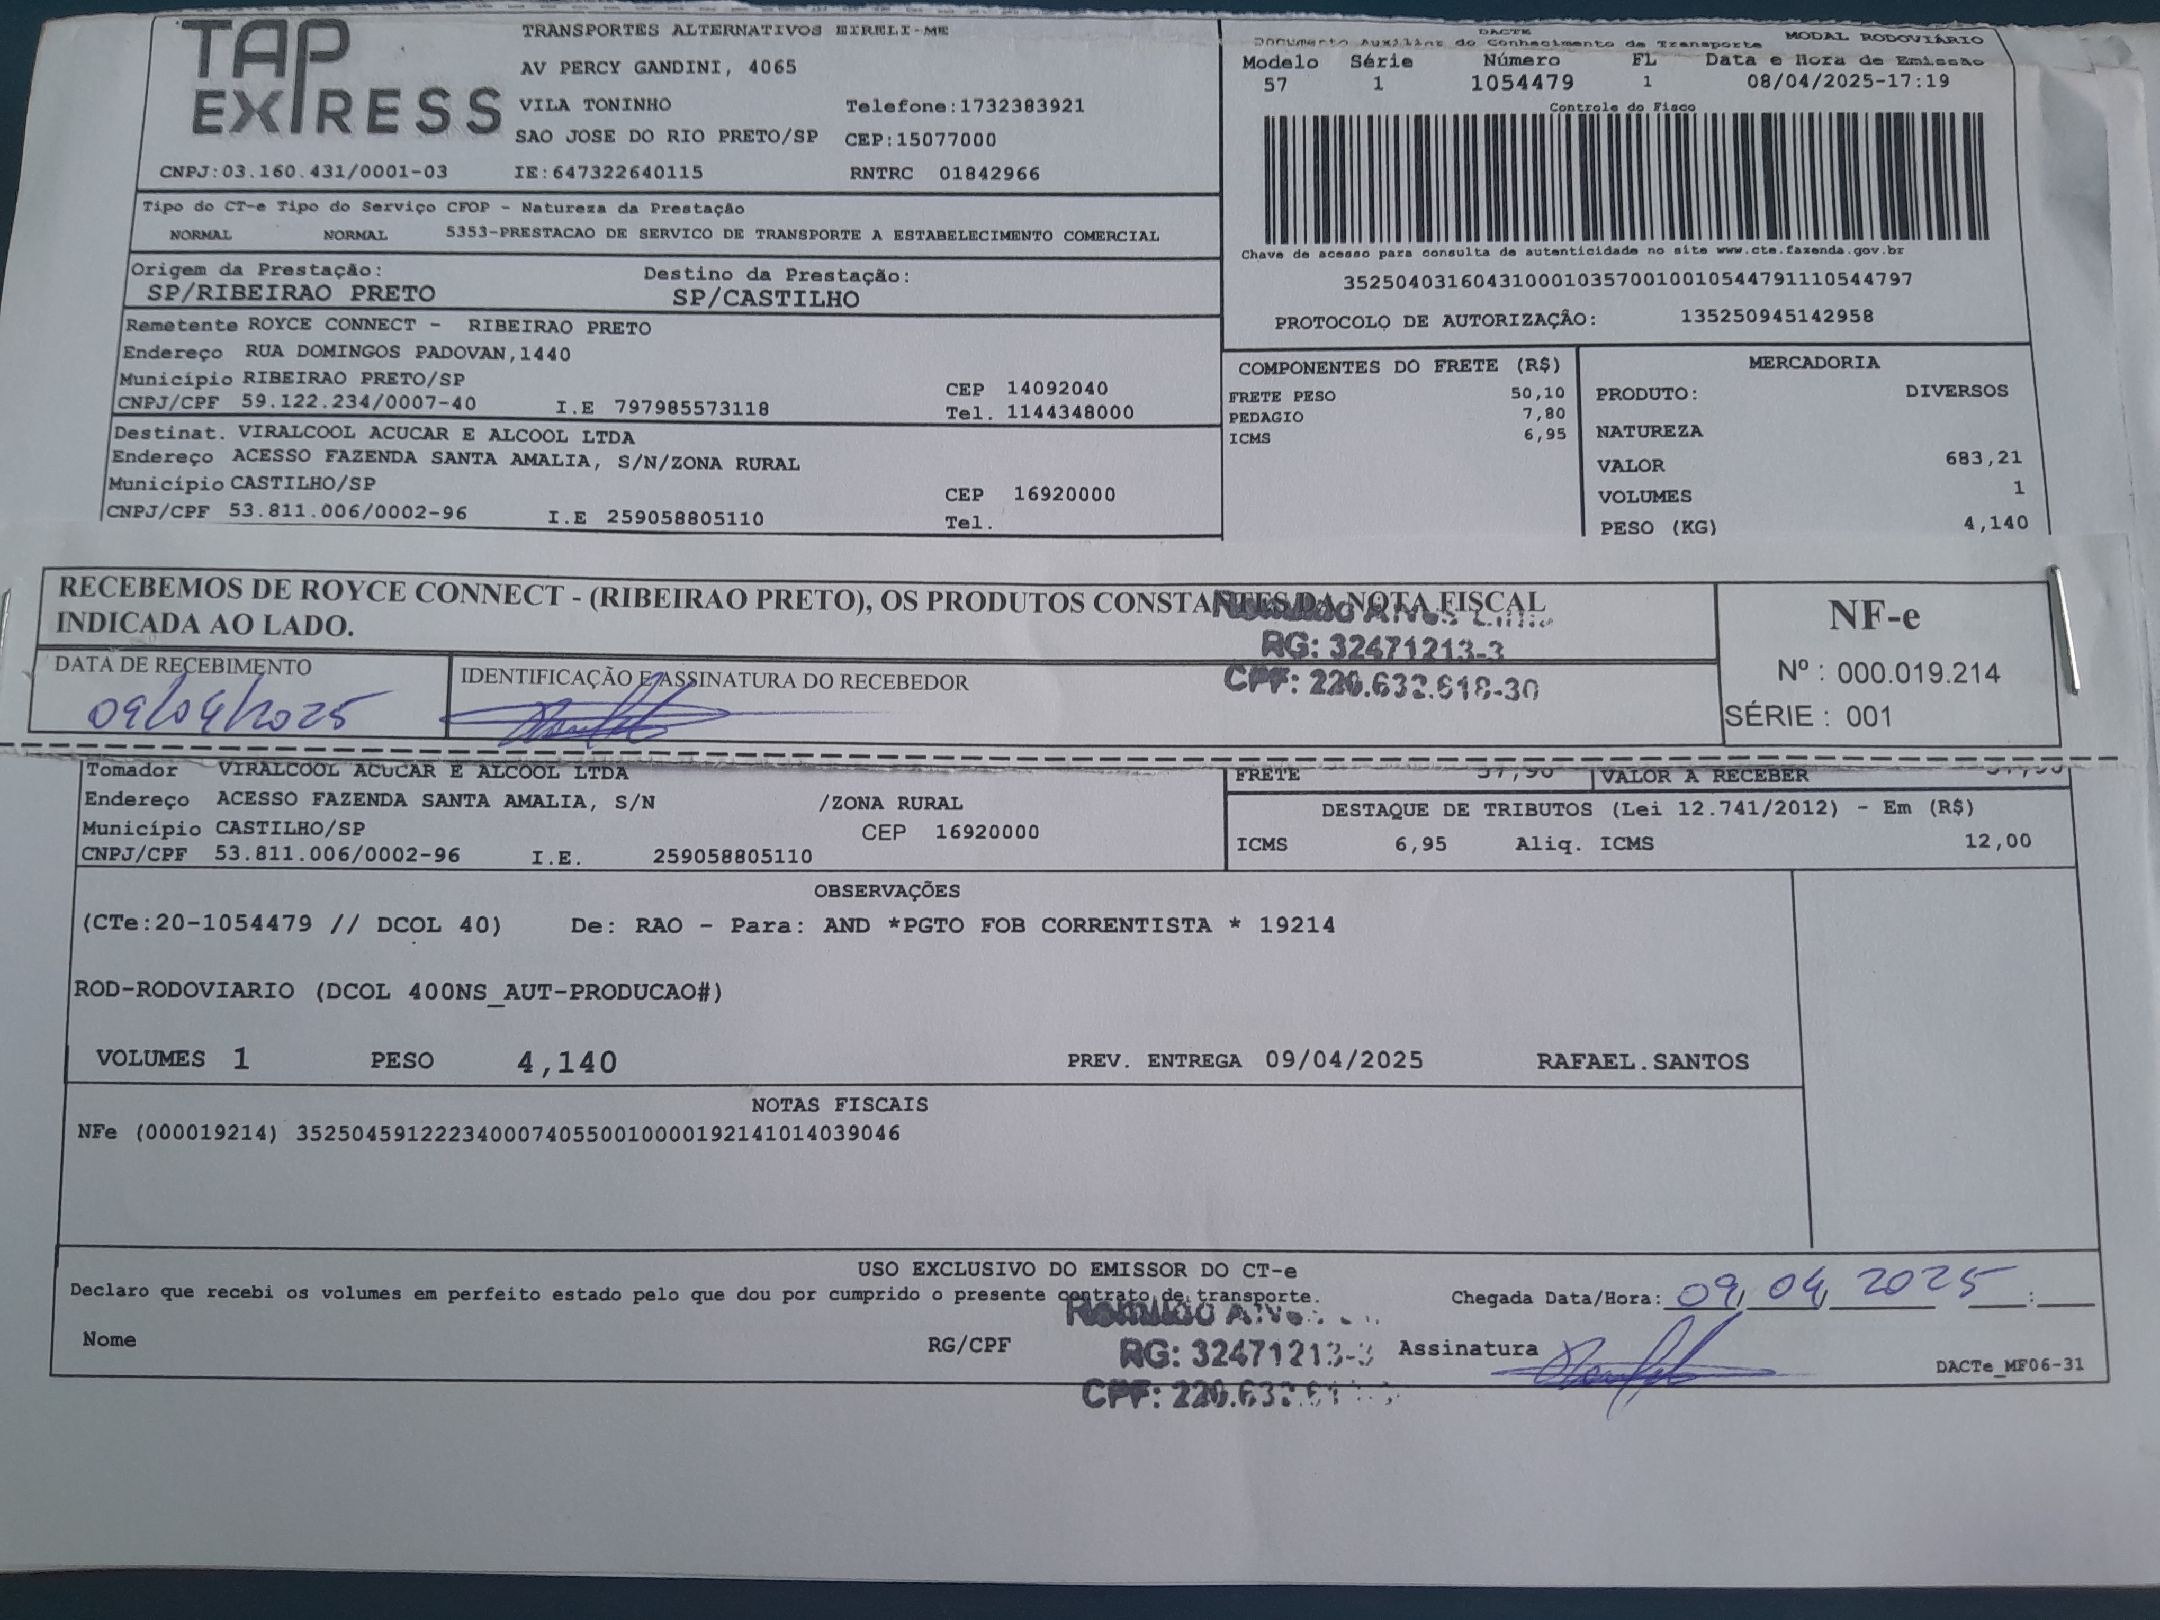 TAP EXPRESS
TRANSPORTES ALTERNATIVOS EIRELI-ME
AV PERCY GANDINI, 4065
VILA TONINHO Telefone:1732383921
SAO JOSE DO RIO PRETO/SP CEP:15077000
CNPJ:03.160.431/0001-03 IE:647322640115 RNTRC 01842966
DACTE
Documento Auxiliar do Conhecimento de Transporte MODAL RODOVIÁRIO
Modelo Série Número FL Data e Hora de Emissão
57 1 1054479 1 08/04/2025-17:19
Controle do Fisco
Chave de acesso para consulta de autenticidade no site www.cte.fazenda.gov.br
35250403160431000103570010010544791110544797
PROTOCOLO DE AUTORIZAÇÃO: 135250945142958
Tipo do CT-e Tipo do Serviço CFOP - Natureza da Prestação
NORMAL NORMAL 5353-PRESTACAO DE SERVICO DE TRANSPORTE A ESTABELECIMENTO COMERCIAL
Origem da Prestação: Destino da Prestação:
SP/RIBEIRAO PRETO SP/CASTILHO
Remetente ROYCE CONNECT - RIBEIRAO PRETO
Endereço RUA DOMINGOS PADOVAN,1440
Município RIBEIRAO PRETO/SP CEP 14092040
CNPJ/CPF 59.122.234/0007-40 I.E 797985573118 Tel. 1144348000
Destinat. VIRALCOOL ACUCAR E ALCOOL LTDA
Endereço ACESSO FAZENDA SANTA AMALIA, S/N/ZONA RURAL
Município CASTILHO/SP CEP 16920000
CNPJ/CPF 53.811.006/0002-96 I.E 259058805110 Tel.
COMPONENTES DO FRETE (R$)
FRETE PESO 50,10
PEDAGIO 7,80
ICMS 6,95
MERCADORIA
PRODUTO: DIVERSOS
NATUREZA
VALOR 683,21
VOLUMES 1
PESO (KG) 4,140
RECEBEMOS DE ROYCE CONNECT - (RIBEIRAO PRETO), OS PRODUTOS CONSTANTES DA NOTA FISCAL
INDICADA AO LADO.
RG: 32471213-3
CPF: 220.632.618-30
DATA DE RECEBIMENTO IDENTIFICAÇÃO E ASSINATURA DO RECEBEDOR
09/04/2025
NF-e
Nº : 000.019.214
SÉRIE : 001
Tomador VIRALCOOL ACUCAR E ALCOOL LTDA
Endereço ACESSO FAZENDA SANTA AMALIA, S/N /ZONA RURAL
Município CASTILHO/SP CEP 16920000
CNPJ/CPF 53.811.006/0002-96 I.E. 259058805110
FRETE 57,90 VALOR A RECEBER
DESTAQUE DE TRIBUTOS (Lei 12.741/2012) - Em (R$)
ICMS 6,95 Aliq. ICMS 12,00
OBSERVAÇÕES
(CTe:20-1054479 // DCOL 40) De: RAO - Para: AND *PGTO FOB CORRENTISTA * 19214
ROD-RODOVIARIO (DCOL 400NS_AUT-PRODUCAO#)
VOLUMES 1 PESO 4,140 PREV. ENTREGA 09/04/2025 RAFAEL.SANTOS
NOTAS FISCAIS
NFe (000019214) 35250459122234000740550010000192141014039046
USO EXCLUSIVO DO EMISSOR DO CT-e
Declaro que recebi os volumes em perfeito estado pelo que dou por cumprido o presente contrato de transporte.
Chegada Data/Hora: 09, 04, 2025 :
Nome RG/CPF
RG: 32471213-3
CPF: 220.632.61
Assinatura
DACTe_MF06-31